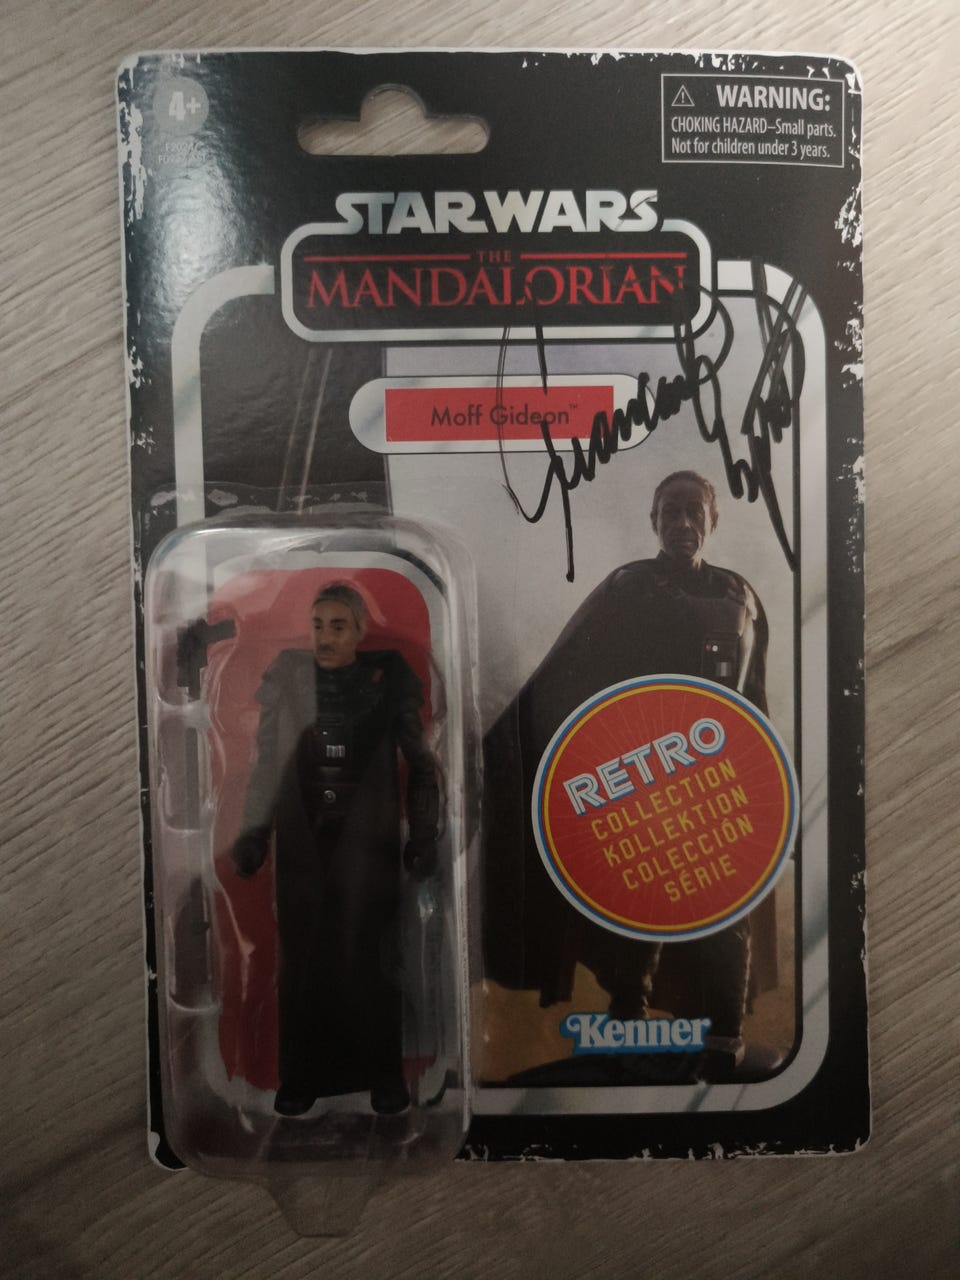 4+
WARNING:
CHOKING HAZARD–Small parts.
Not for children under 3 years.
STAR WARS
THE
MANDALORIAN
Moff Gideon™
RETRO
COLLECTION
KOLLEKTION
COLECCIÓN
SÉRIE
Kenner